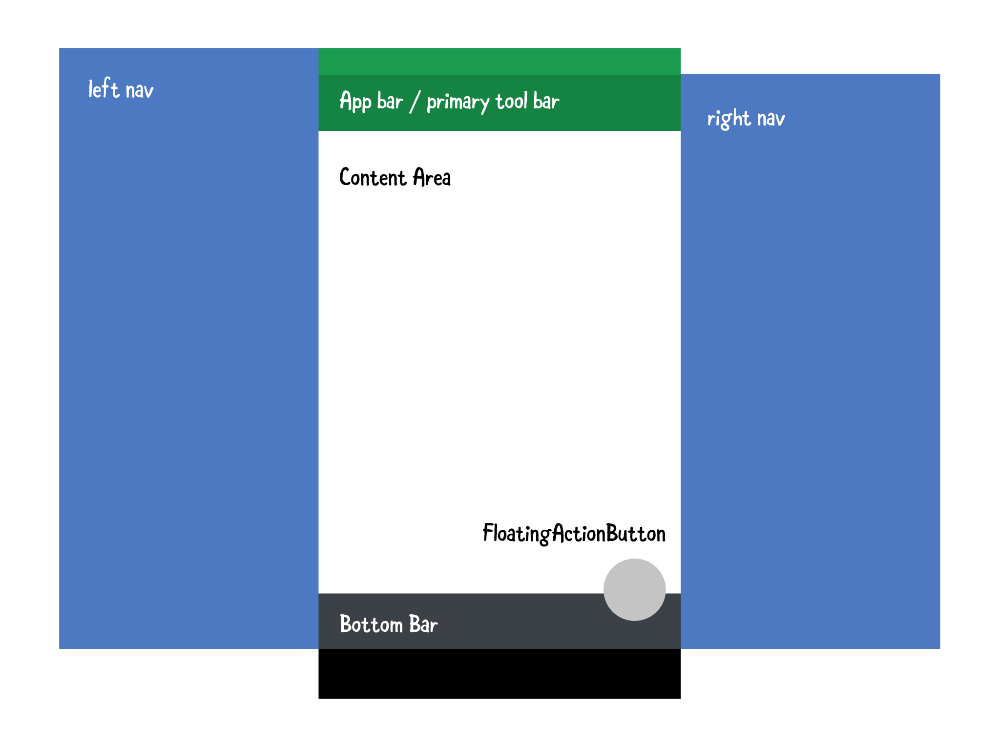 left nav
App bar / primary tool bar
right nav
Content Area
FloatingActionButton
Bottom Bar